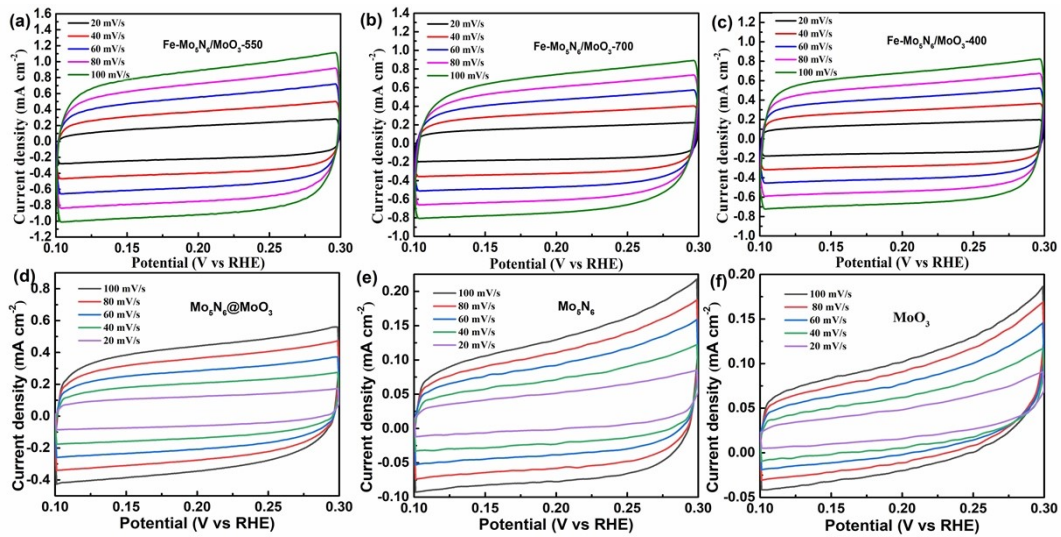 (a)
20 mV/s
40 mV/s
60 mV/s
80 mV/s
100 mV/s
Fe-Mo₅N₆/MoO₃-550
Current density (mA cm⁻²)
1.6
1.4
1.2
1.0
0.8
0.6
0.4
0.2
0.0
-0.2
-0.4
-0.6
-0.8
-1.0
-1.2
0.10 0.15 0.20 0.25 0.30
Potential (V vs RHE)
(b)
20 mV/s
40 mV/s
60 mV/s
80 mV/s
100 mV/s
Fe-Mo₅N₆/MoO₃-700
Current density (mA cm⁻²)
1.4
1.2
1.0
0.8
0.6
0.4
0.2
0.0
-0.2
-0.4
-0.6
-0.8
-1.0
0.10 0.15 0.20 0.25 0.30
Potential (V vs RHE)
(c)
20 mV/s
40 mV/s
60 mV/s
80 mV/s
100 mV/s
Fe-Mo₅N₆/MoO₃-400
Current density (mA cm⁻²)
1.2
1.0
0.8
0.6
0.4
0.2
0.0
-0.2
-0.4
-0.6
-0.8
0.10 0.15 0.20 0.25 0.30
Potential (V vs RHE)
(d)
100 mV/s
80 mV/s
60 mV/s
40 mV/s
20 mV/s
Mo₅N₆@MoO₃
Current density (mA cm⁻²)
0.8
0.6
0.4
0.2
0.0
-0.2
-0.4
0.10 0.15 0.20 0.25 0.30
Potential (V vs RHE)
(e)
100 mV/s
80 mV/s
60 mV/s
40 mV/s
20 mV/s
Mo₅N₆
Current density (mA cm⁻²)
0.20
0.15
0.10
0.05
0.00
-0.05
-0.10
0.10 0.15 0.20 0.25 0.30
Potential (V vs RHE)
(f)
100 mV/s
80 mV/s
60 mV/s
40 mV/s
20 mV/s
MoO₃
Current density (mA cm⁻²)
0.20
0.15
0.10
0.05
0.00
-0.05
0.10 0.15 0.20 0.25 0.30
Potential (V vs RHE)